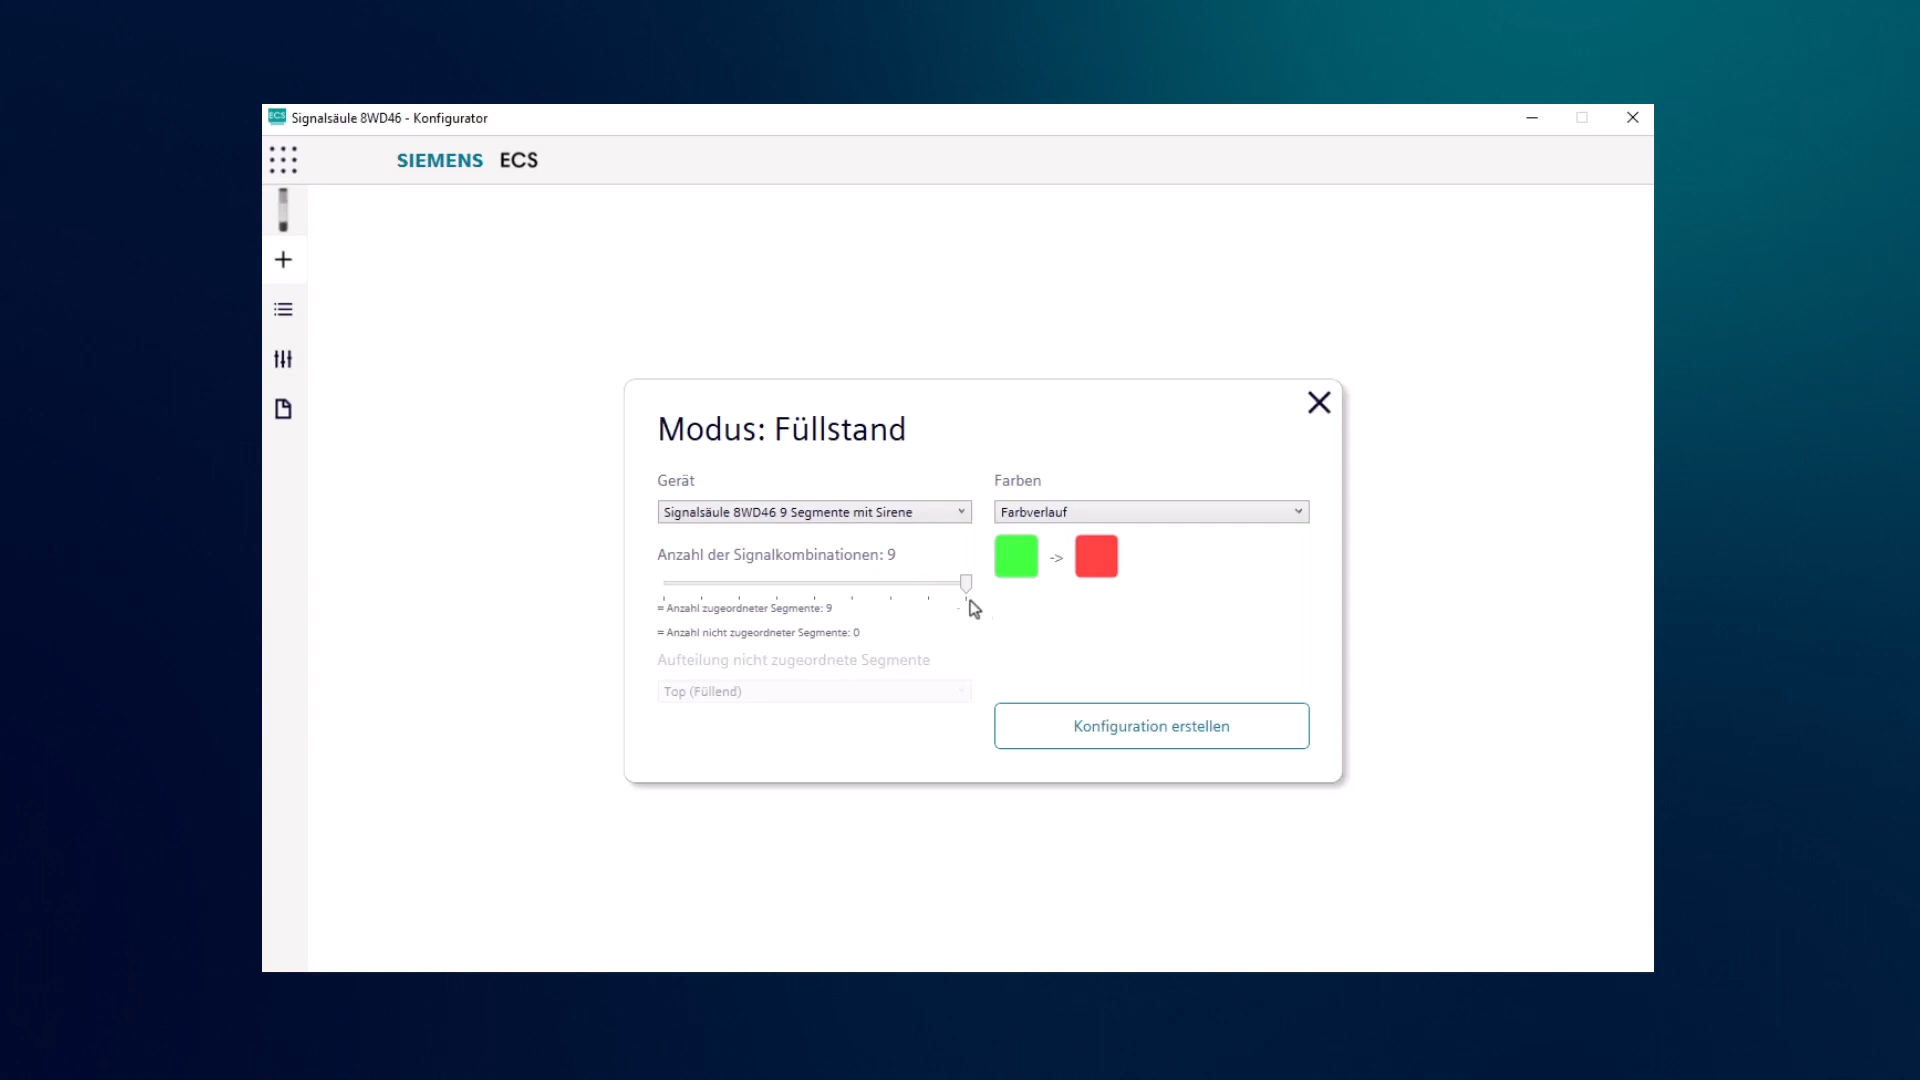 ECS Signalsäule 8WD46 - Konfigurator
SIEMENS ECS
Modus: Füllstand
Gerät
Signalsäule 8WD46 9 Segmente mit Sirene
Anzahl der Signalkombinationen: 9
= Anzahl zugeordneter Segmente: 9
= Anzahl nicht zugeordneter Segmente: 0
Aufteilung nicht zugeordnete Segmente
Top (Füllend)
Farben
Farbverlauf
->
Konfiguration erstellen